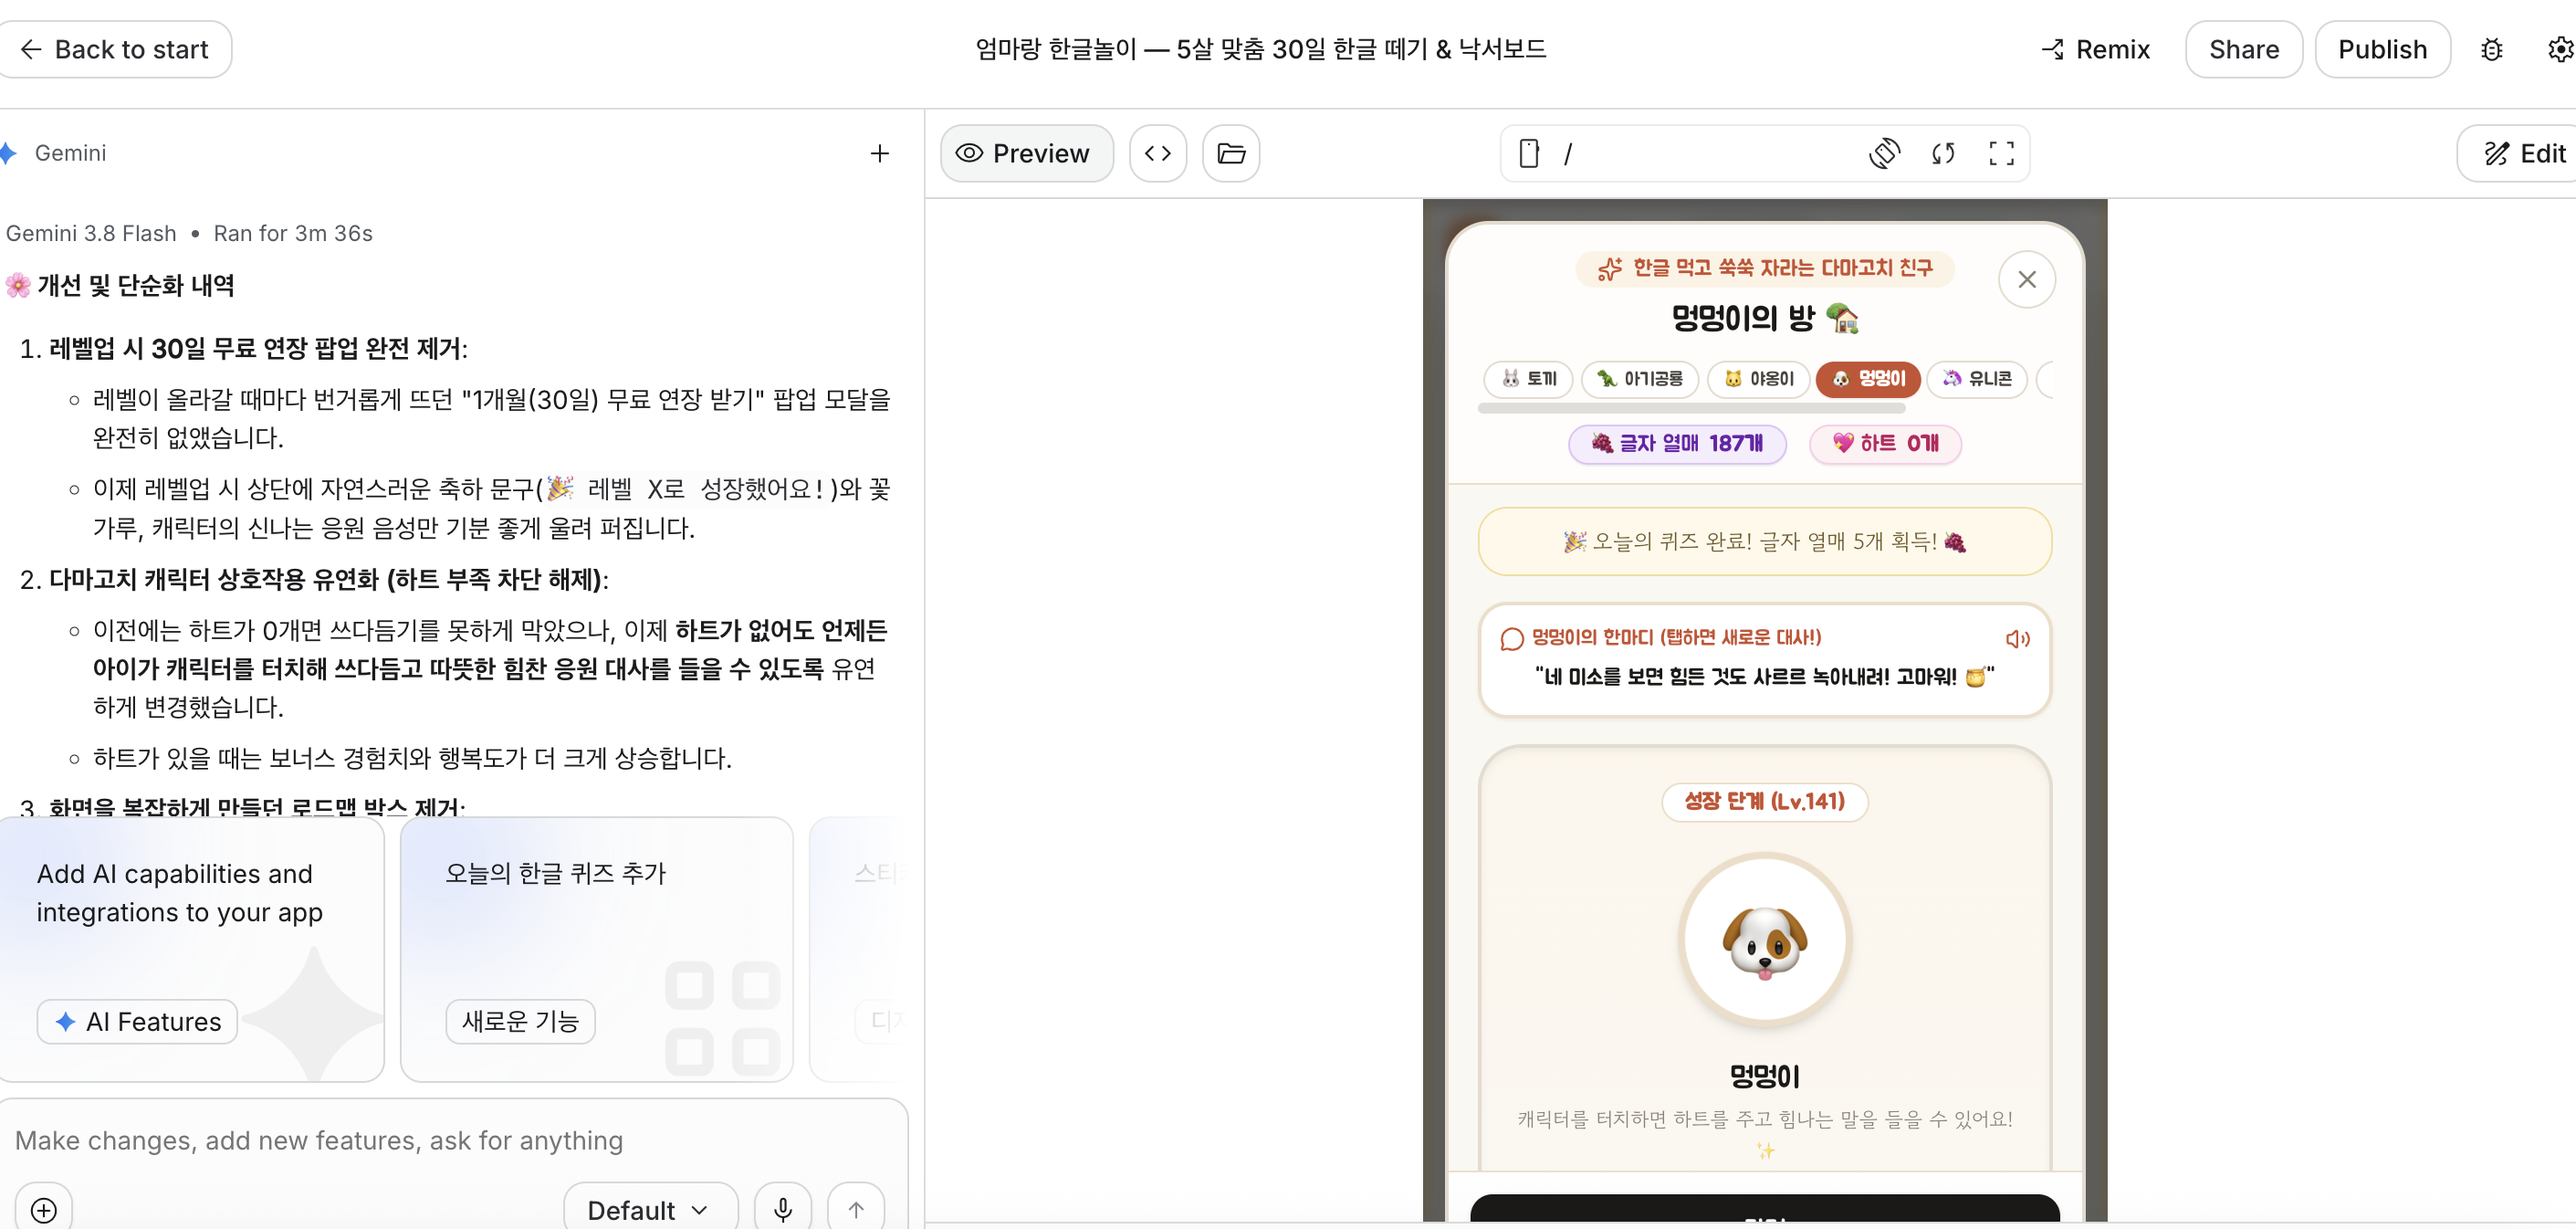 Back to start
엄마랑 한글놀이 — 5살 맞춤 30일 한글 떼기 & 낙서보드
Remix
Share
Publish
Gemini
Gemini 3.8 Flash • Ran for 3m 36s
🌸 개선 및 단순화 내역
1. 레벨업 시 30일 무료 연장 팝업 완전 제거:
레벨이 올라갈 때마다 번거롭게 뜨던 "1개월(30일) 무료 연장 받기" 팝업 모달을
완전히 없앴습니다.
이제 레벨업 시 상단에 자연스러운 축하 문구(🎉 레벨 X로 성장했어요!)와 꽃
가루, 캐릭터의 신나는 응원 음성만 기분 좋게 울려 퍼집니다.
2. 다마고치 캐릭터 상호작용 유연화 (하트 부족 차단 해제):
이전에는 하트가 0개면 쓰다듬기를 못하게 막았으나, 이제 하트가 없어도 언제든
아이가 캐릭터를 터치해 쓰다듬고 따뜻한 힘찬 응원 대사를 들을 수 있도록 유연
하게 변경했습니다.
하트가 있을 때는 보너스 경험치와 행복도가 더 크게 상승합니다.
3. 화면을 복잡하게 만들던 로드맵 박스 제거:
Add AI capabilities and
integrations to your app
AI Features
오늘의 한글 퀴즈 추가
새로운 기능
Make changes, add new features, ask for anything
Default
Preview
/
Edit
한글 먹고 쑥쑥 자라는 다마고치 친구
멍멍이의 방 🏡
🐰 토끼
🦖 아기공룡
🐱 야옹이
🐶 멍멍이
🦄 유니콘
🍇 글자 열매 187개
💖 하트 0개
🎉 오늘의 퀴즈 완료! 글자 열매 5개 획득! 🍇
멍멍이의 한마디 (탭하면 새로운 대사!)
"네 미소를 보면 힘든 것도 사르르 녹아내려! 고마워! 🍯"
성장 단계 (Lv.141)
멍멍이
캐릭터를 터치하면 하트를 주고 힘나는 말을 들을 수 있어요!
✨